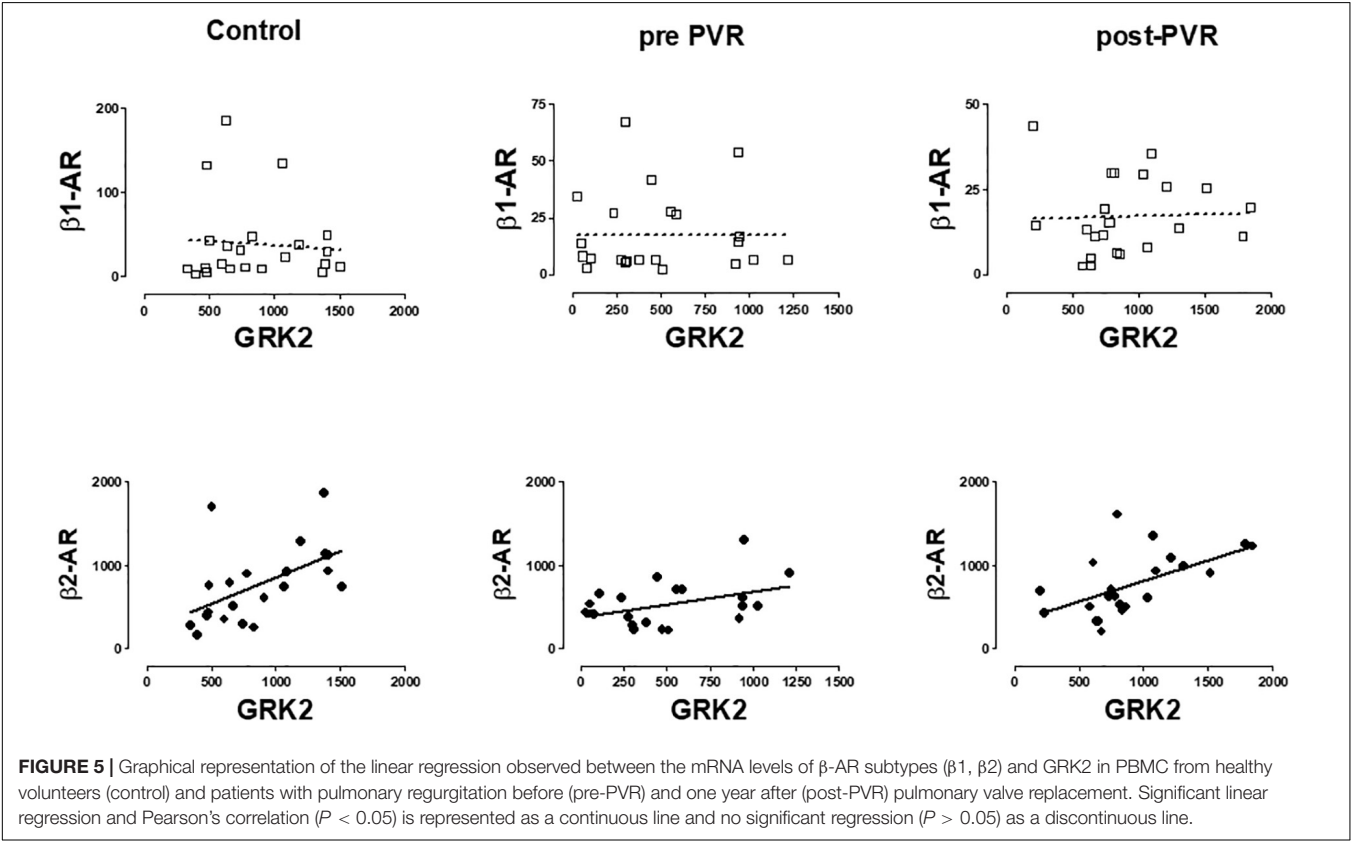 Control
pre PVR
post-PVR
β1-AR
200
100
0
0 500 1000 1500 2000
GRK2
β1-AR
75
50
25
0
0 250 500 750 1000 1250
GRK2
β1-AR
50
25
0
0 500 1000 1500 2000
GRK2
β2-AR
2000
1000
0
0 500 1000 1500 2000
GRK2
β2-AR
2000
1000
0
0 250 500 750 1000 1250 1500
GRK2
β2-AR
2000
1000
0
0 500 1000 1500 2000
GRK2
FIGURE 5 | Graphical representation of the linear regression observed between the mRNA levels of β-AR subtypes (β1, β2) and GRK2 in PBMC from healthy
volunteers (control) and patients with pulmonary regurgitation before (pre-PVR) and one year after (post-PVR) pulmonary valve replacement. Significant linear
regression and Pearson's correlation (P < 0.05) is represented as a continuous line and no significant regression (P > 0.05) as a discontinuous line.